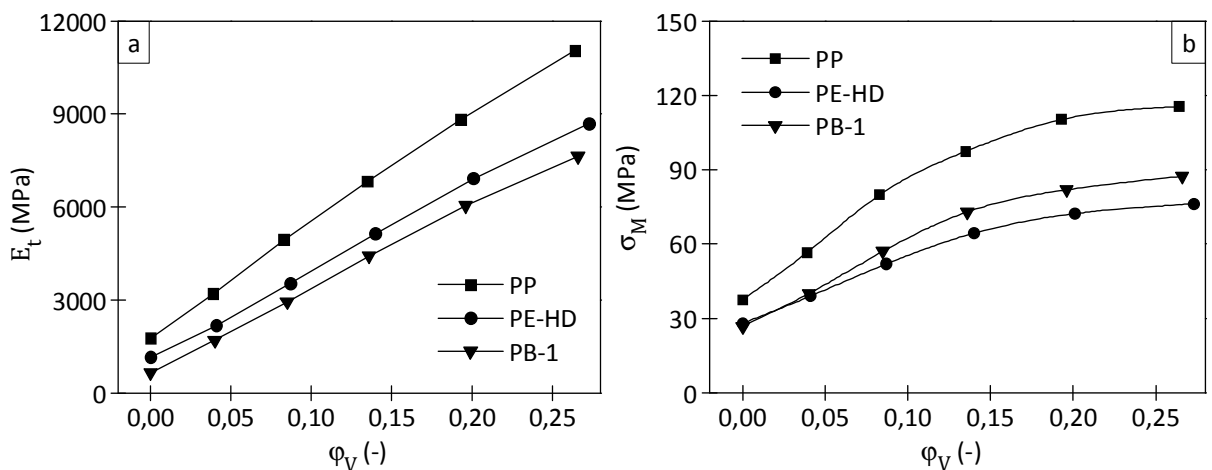 a
12000
9000
6000
3000
0
E_t (MPa)
PP
PE-HD
PB-1
0,00 0,05 0,10 0,15 0,20 0,25
φ_V (-)
b
150
120
90
60
30
0
σ_M (MPa)
PP
PE-HD
PB-1
0,00 0,05 0,10 0,15 0,20 0,25
φ_V (-)